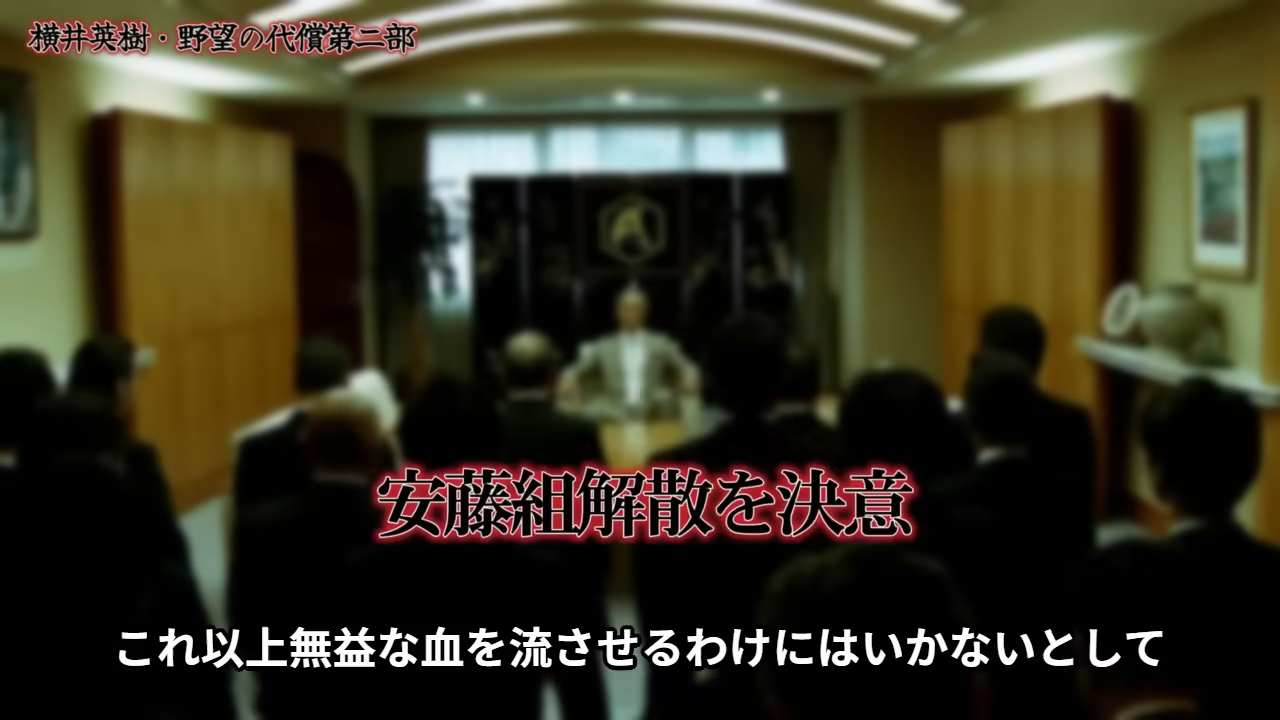 横井英樹・野望の代償第二部
安藤組解散を決意
これ以上無益な血を流させるわけにはいかないとして